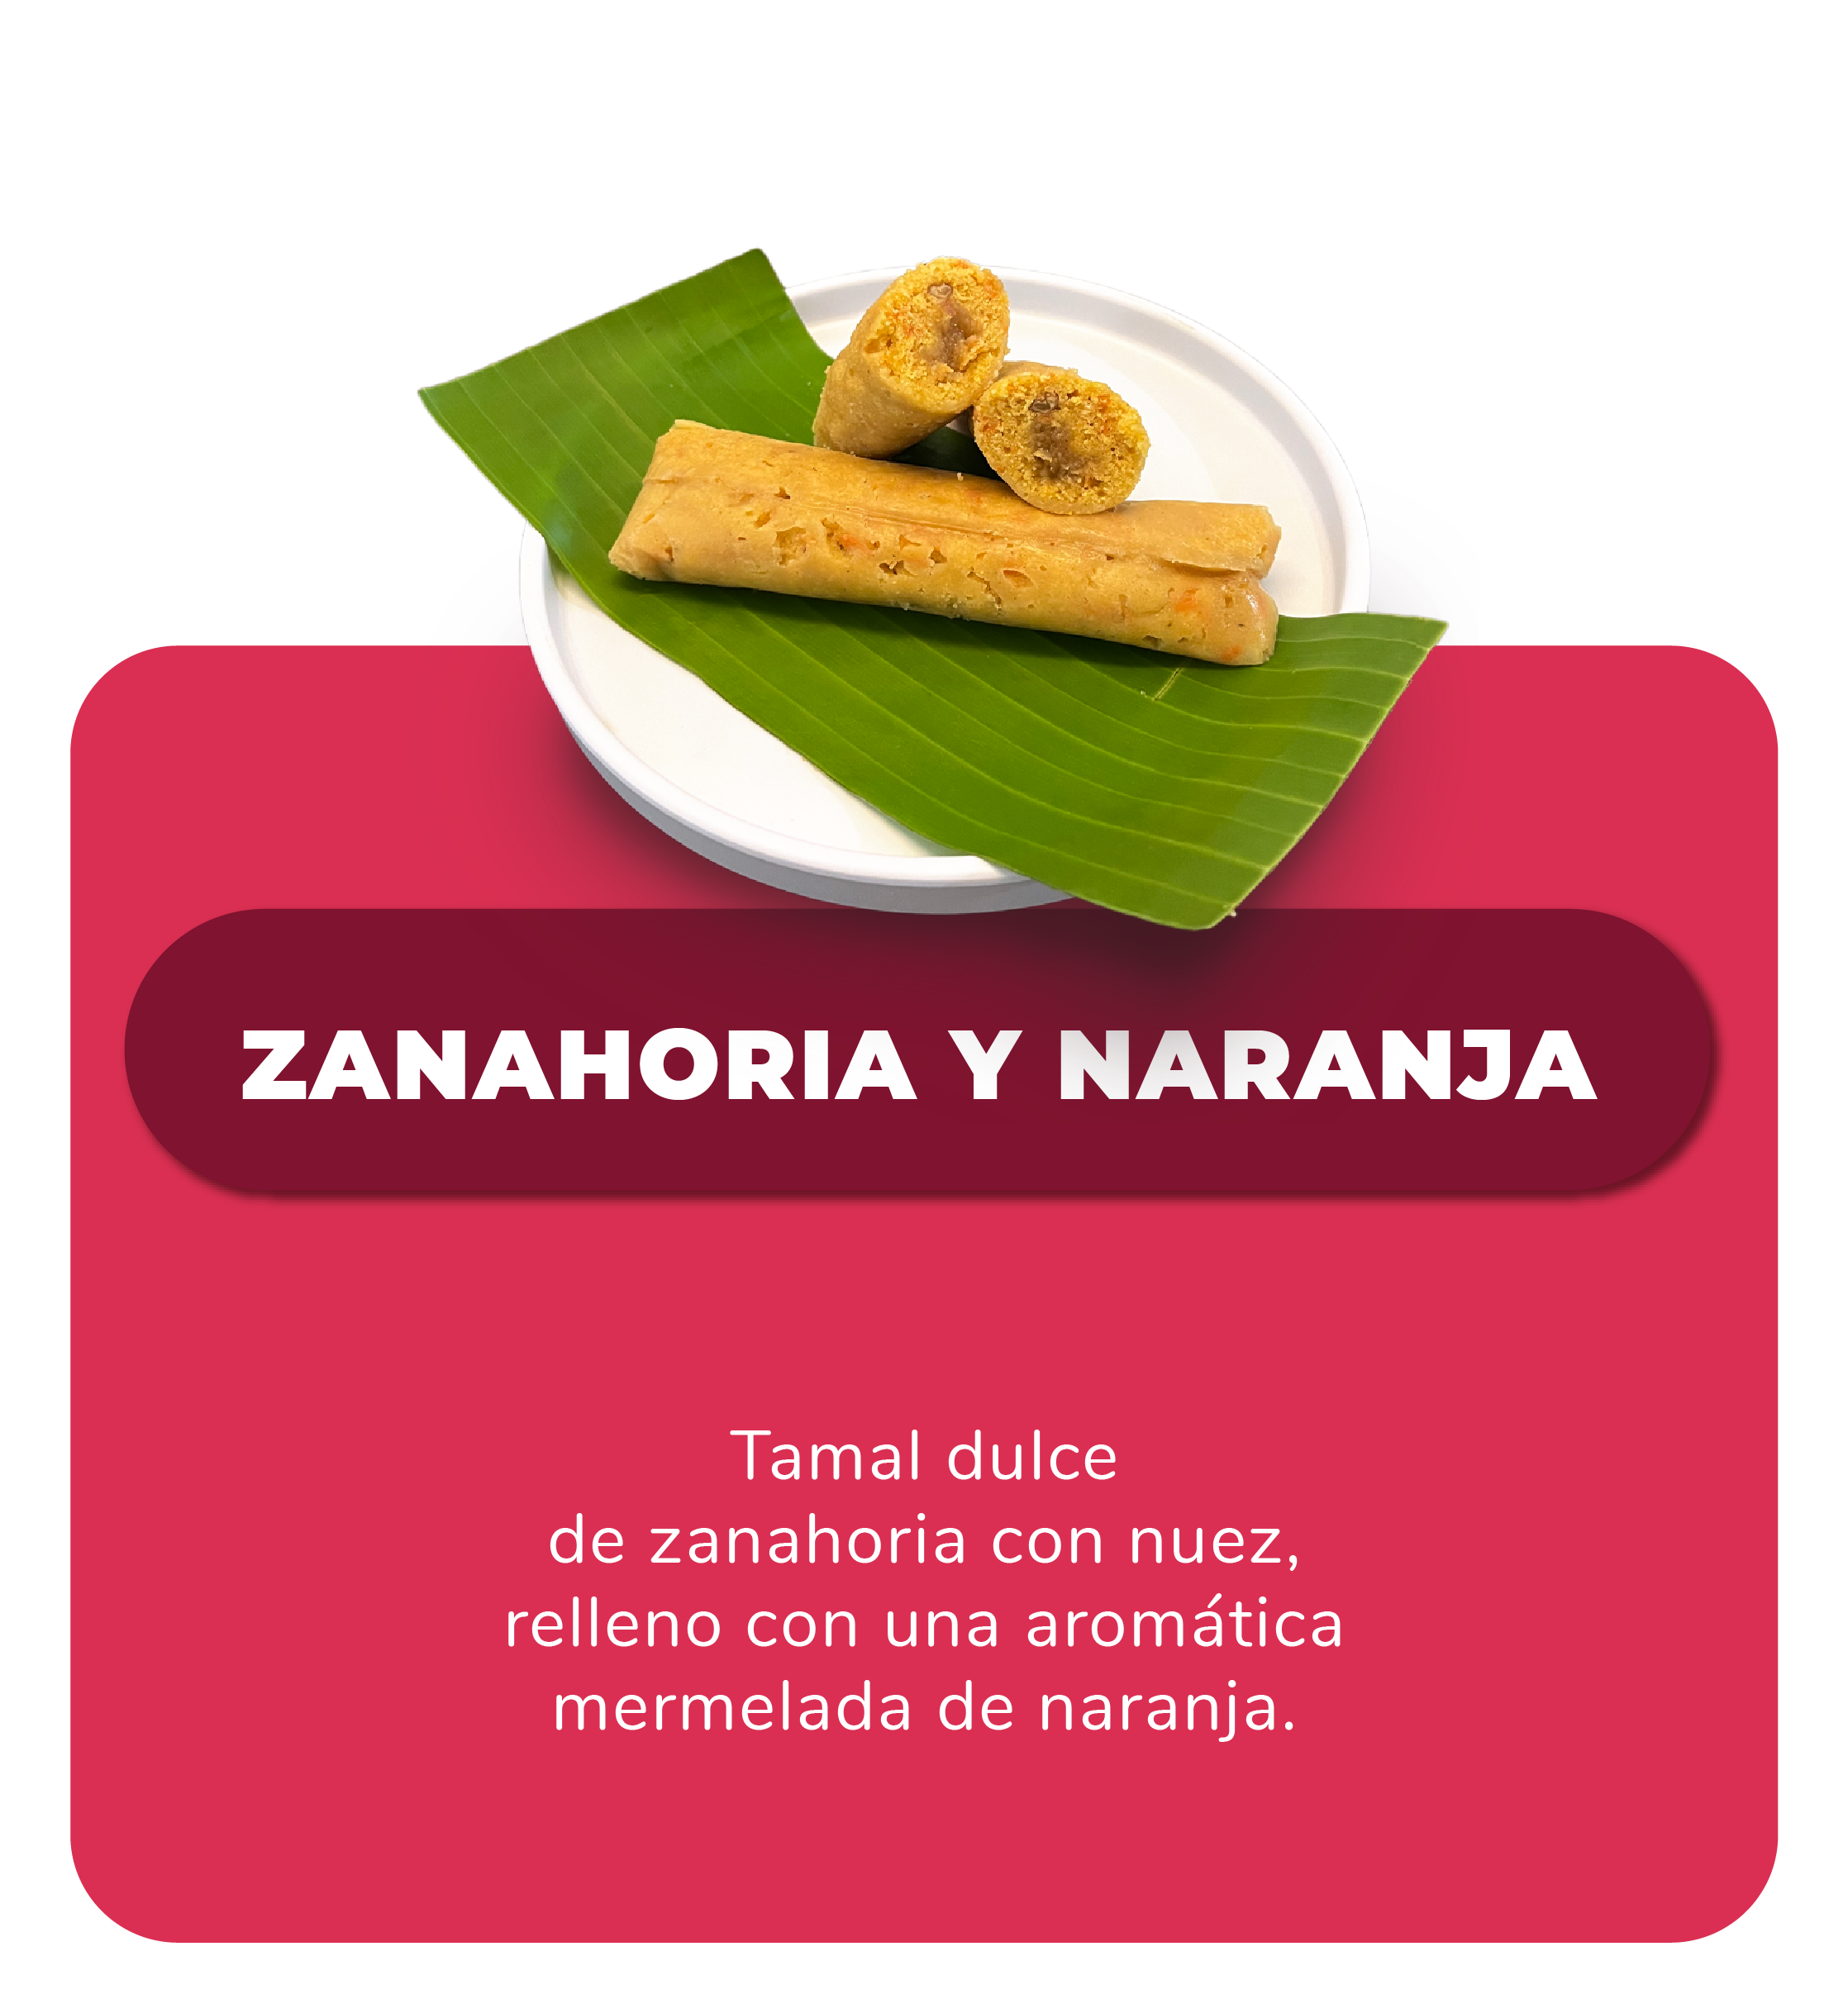 ZANAHORIA Y NARANJA
Tamal dulce
de zanahoria con nuez,
relleno con una aromática
mermelada de naranja.